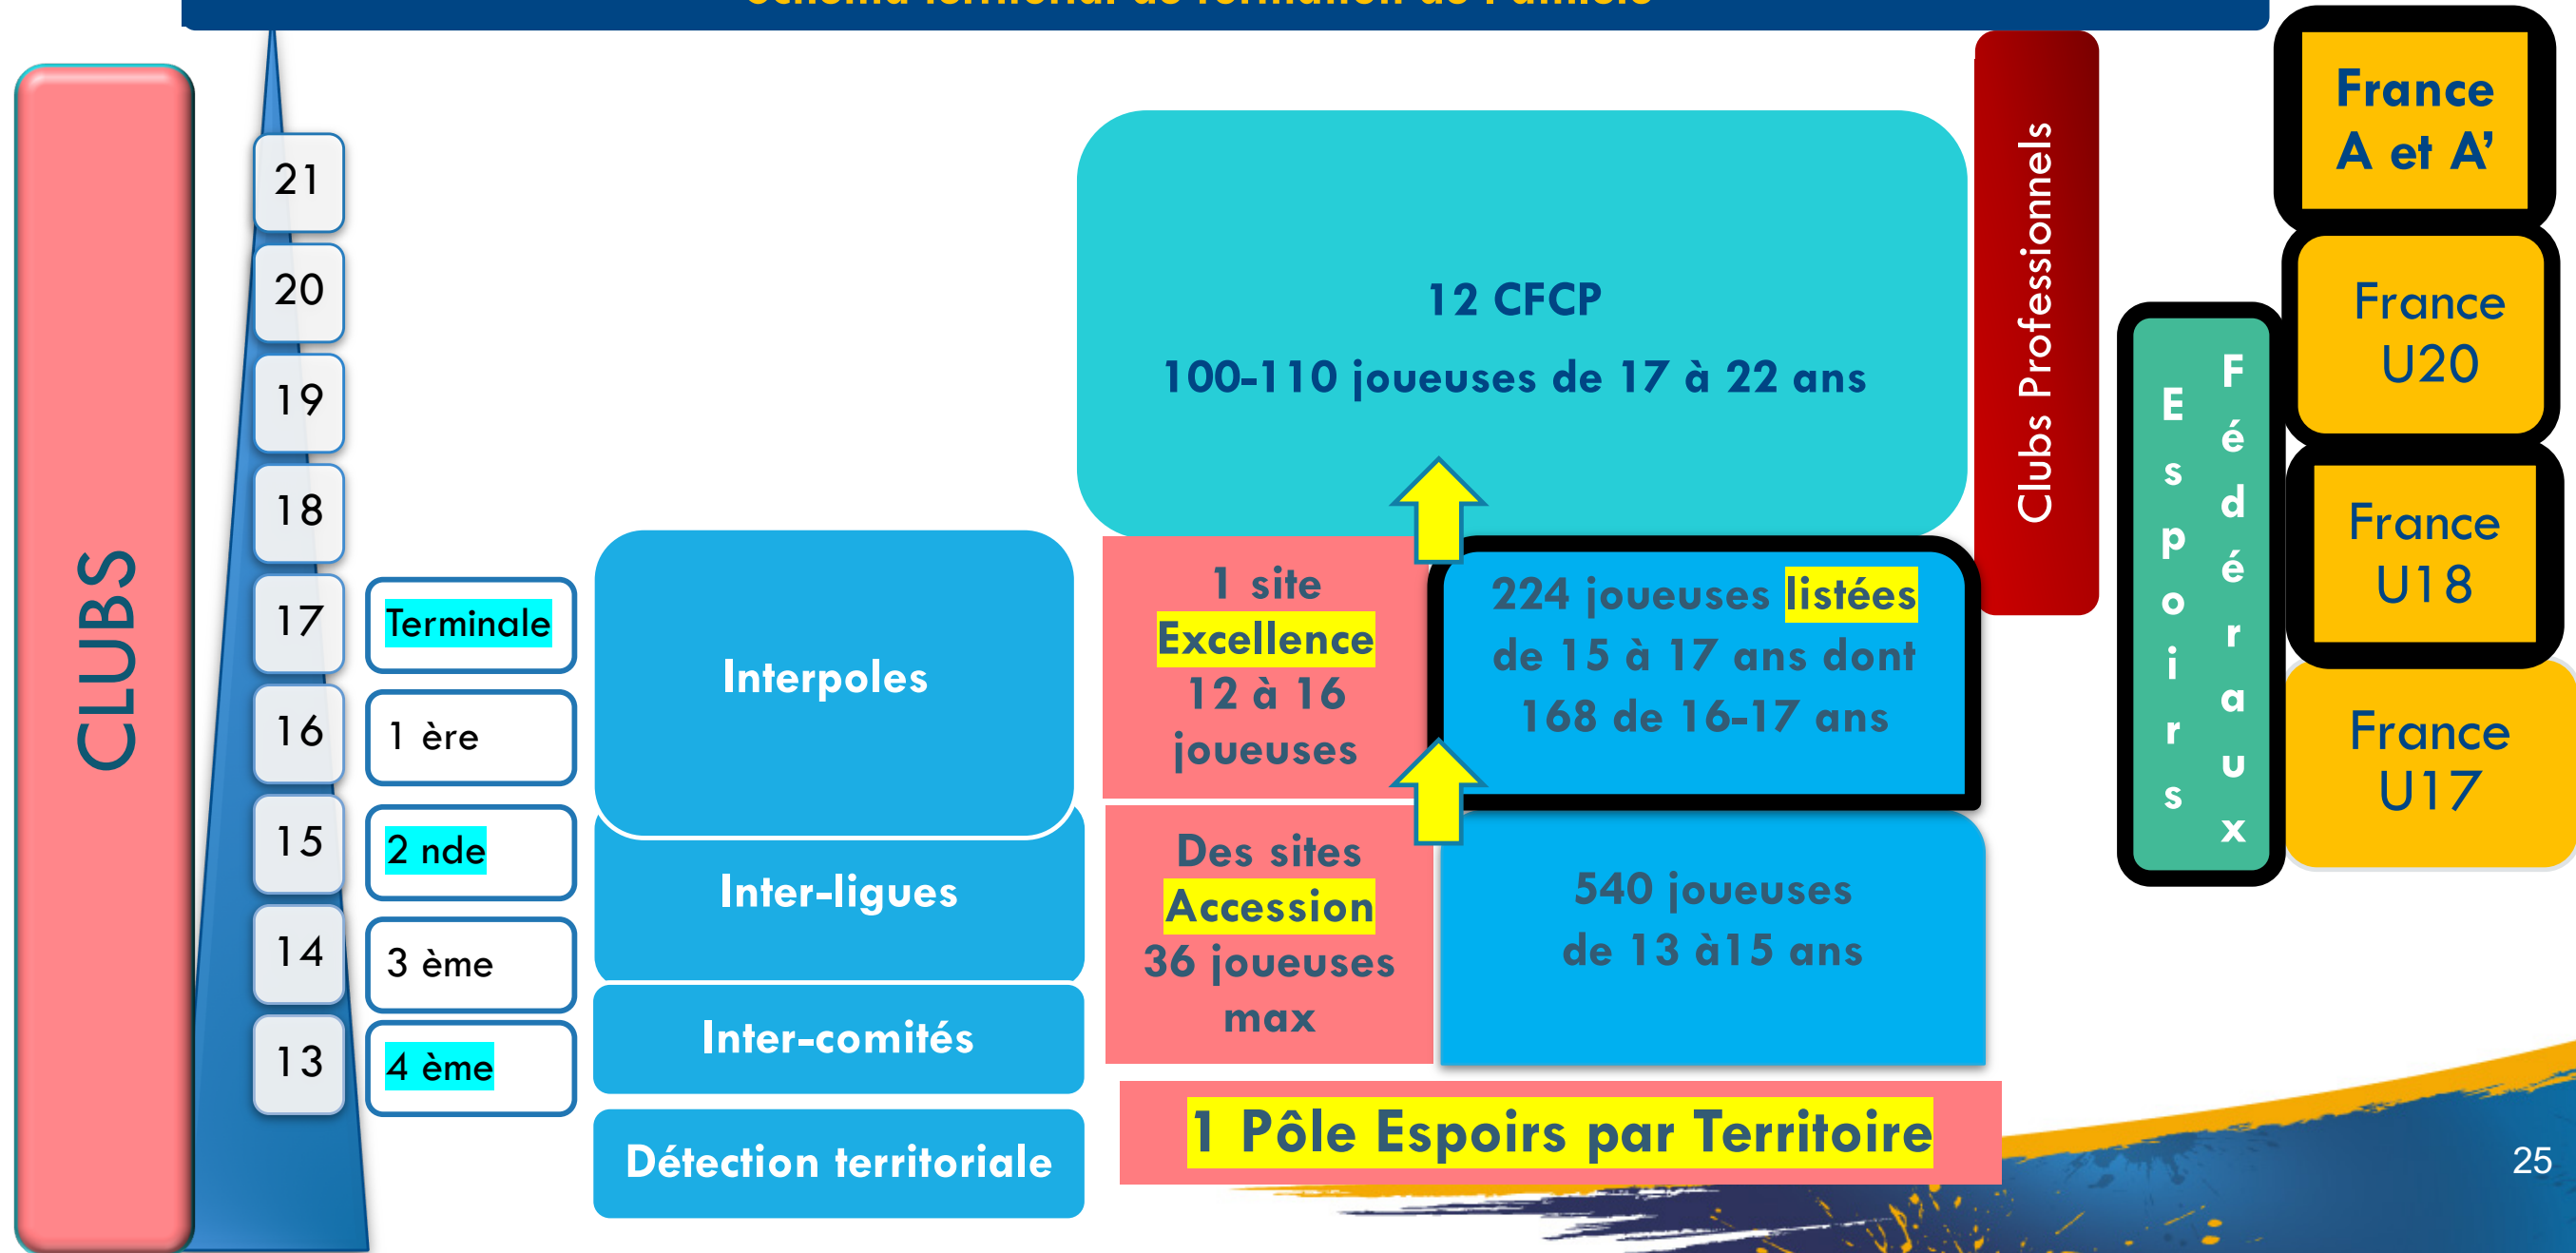 CLUBS
21
20
19
18
17
16
15
14
13
Terminale
1 ère
2 nde
3 ème
4 ème
Interpoles
Inter-ligues
Inter-comités
Détection territoriale
12 CFCP
100-110 joueuses de 17 à 22 ans
1 site
Excellence
12 à 16
joueuses
224 joueuses listées
de 15 à 17 ans dont
168 de 16-17 ans
Des sites
Accession
36 joueuses
max
540 joueuses
de 13 à15 ans
1 Pôle Espoirs par Territoire
Clubs Professionnels
Espoirs
Fédéraux
France
A et A’
France
U20
France
U18
France
U17
25